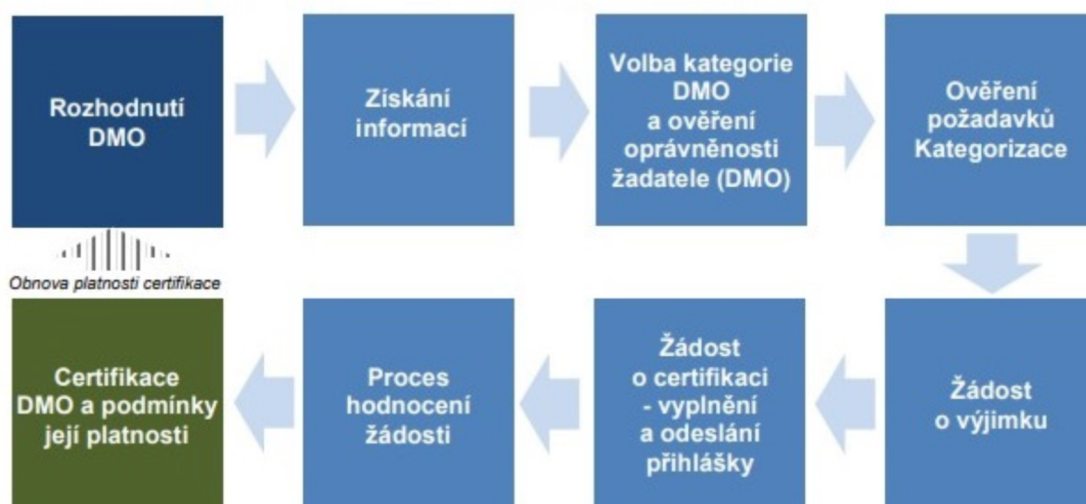 Rozhodnutí
DMO
Získání
informací
Volba kategorie
DMO
a ověření
oprávněnosti
žadatele (DMO)
Ověření
požadavků
Kategorizace
Obnova platnosti certifikace
Certifikace
DMO a podmínky
její platnosti
Proces
hodnocení
žádosti
Žádost
o certifikaci
- vyplnění
a odeslání
přihlášky
Žádost
o výjimku